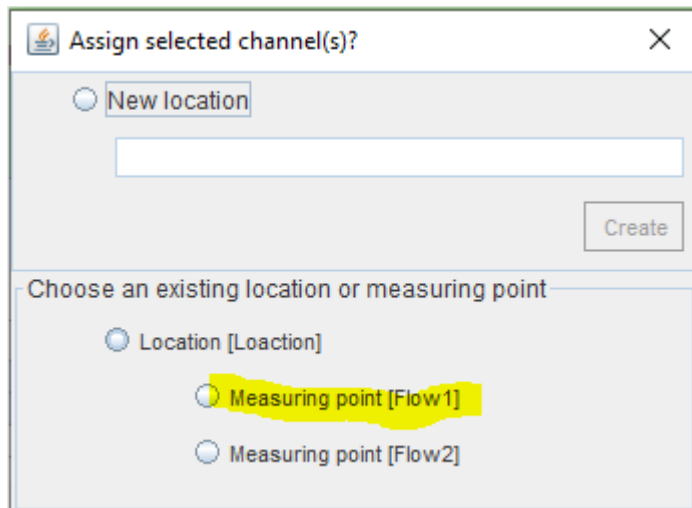 Assign selected channel(s)?
New location
Create
Choose an existing location or measuring point
Location [Loaction]
Measuring point [Flow1]
Measuring point [Flow2]